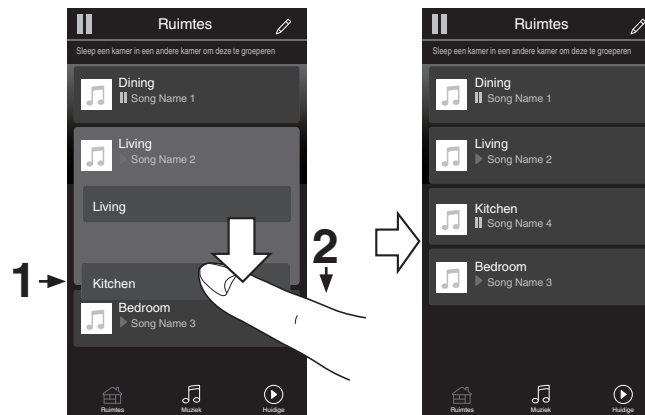 Ruimtes
Sleep een kamer in een andere kamer om deze te groeperen
Dining
Song Name 1
Living
Song Name 2
Living
Kitchen
Bedroom
Song Name 3
1
2
Ruimtes
Muziek
Huidige
Ruimtes
Sleep een kamer in een andere kamer om deze te groeperen
Dining
Song Name 1
Living
Song Name 2
Kitchen
Song Name 4
Bedroom
Song Name 3
Ruimtes
Muziek
Huidige